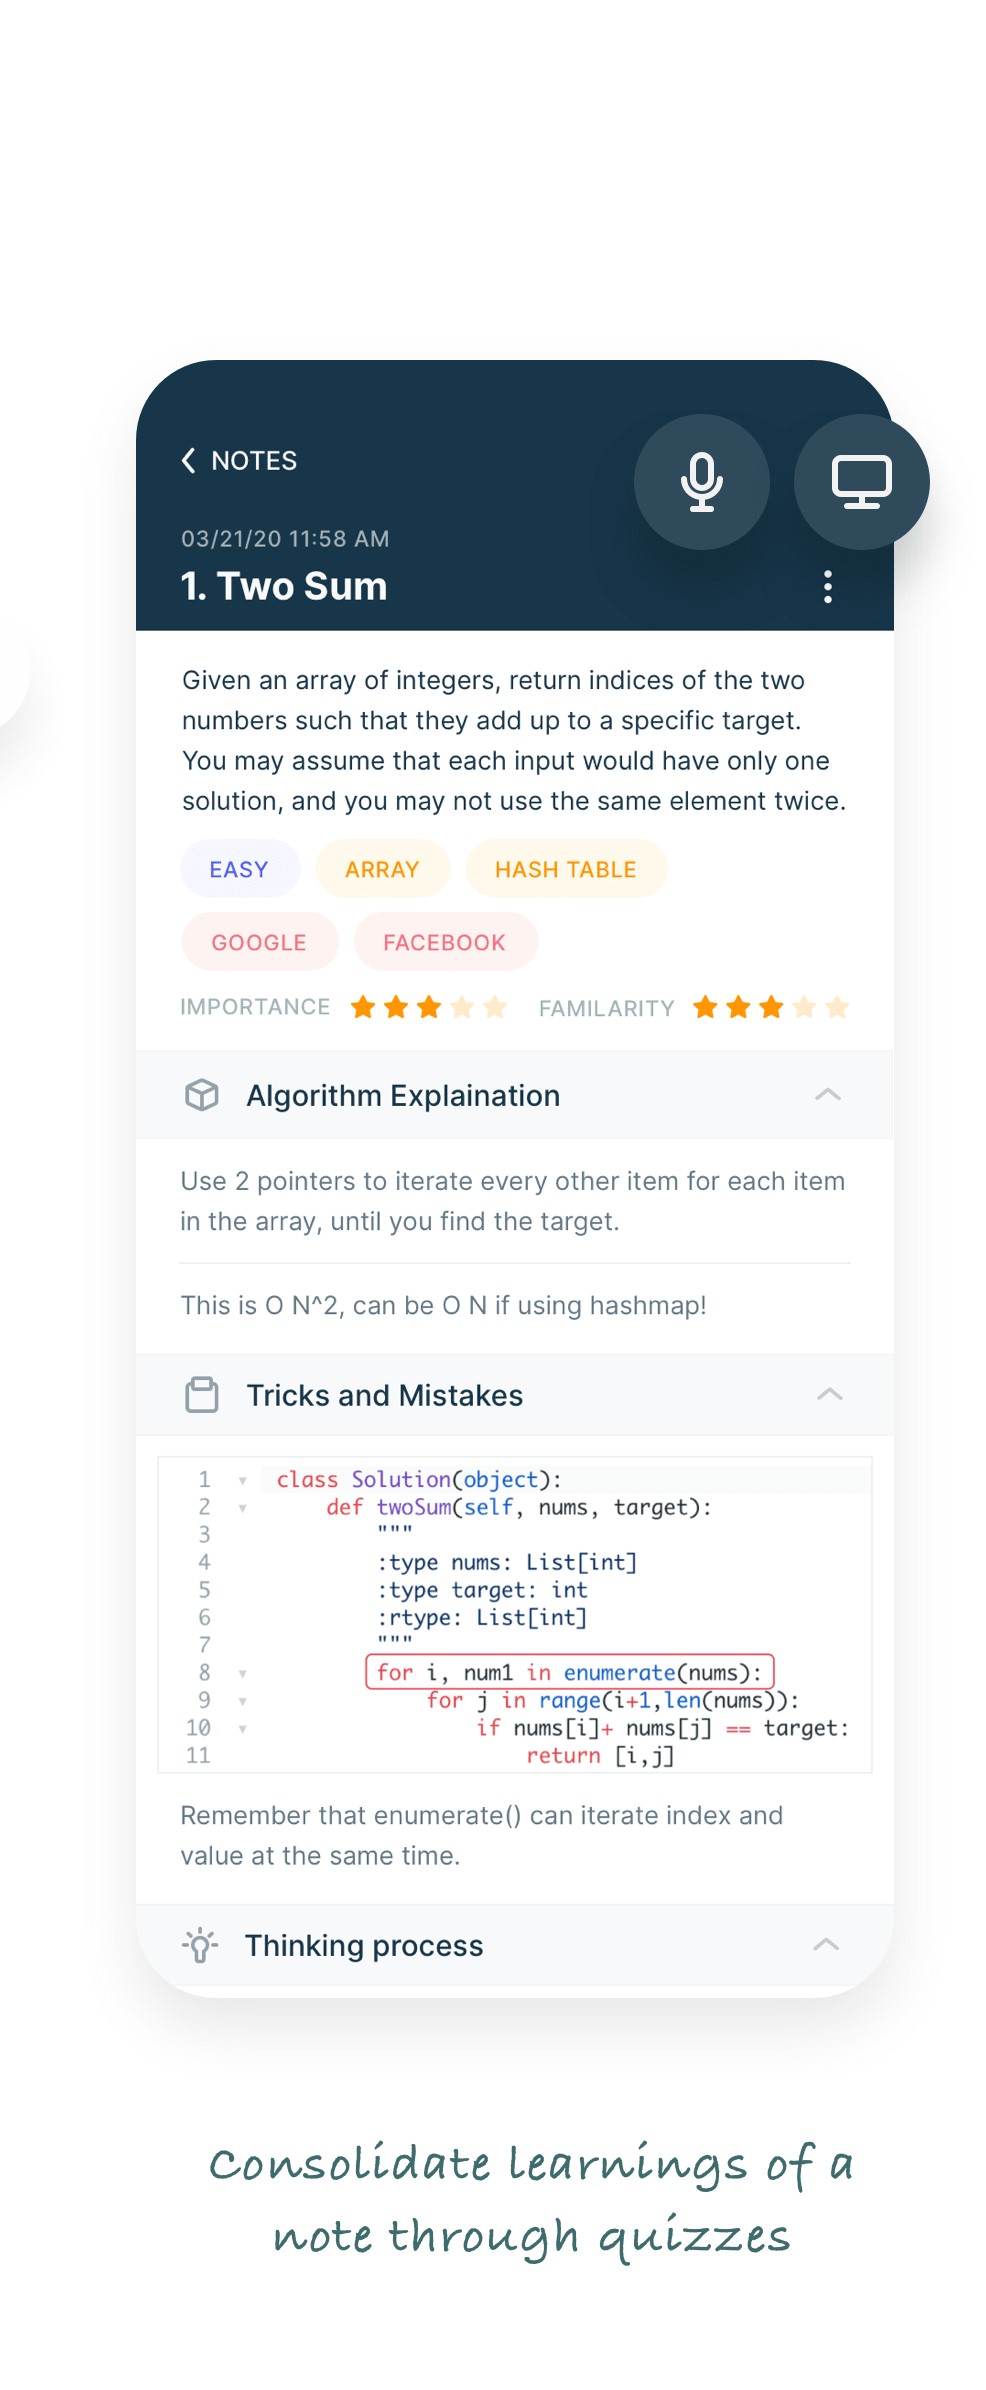 NOTES
03/21/20 11:58 AM
1. Two Sum
Given an array of integers, return indices of the two
numbers such that they add up to a specific target.
You may assume that each input would have only one
solution, and you may not use the same element twice.
EASY ARRAY HASH TABLE
GOOGLE FACEBOOK
IMPORTANCE FAMILARITY
Algorithm Explaination
Use 2 pointers to iterate every other item for each item
in the array, until you find the target.
This is O N^2, can be O N if using hashmap!
Tricks and Mistakes
1 class Solution(object):
2 def twoSum(self, nums, target):
3 """
4 :type nums: List[int]
5 :type target: int
6 :rtype: List[int]
7 """
8 for i, num1 in enumerate(nums):
9 for j in range(i+1,len(nums)):
10 if nums[i]+ nums[j] == target:
11 return [i,j]
Remember that enumerate() can iterate index and
value at the same time.
Thinking process
Consolidate learnings of a
note through quizzes